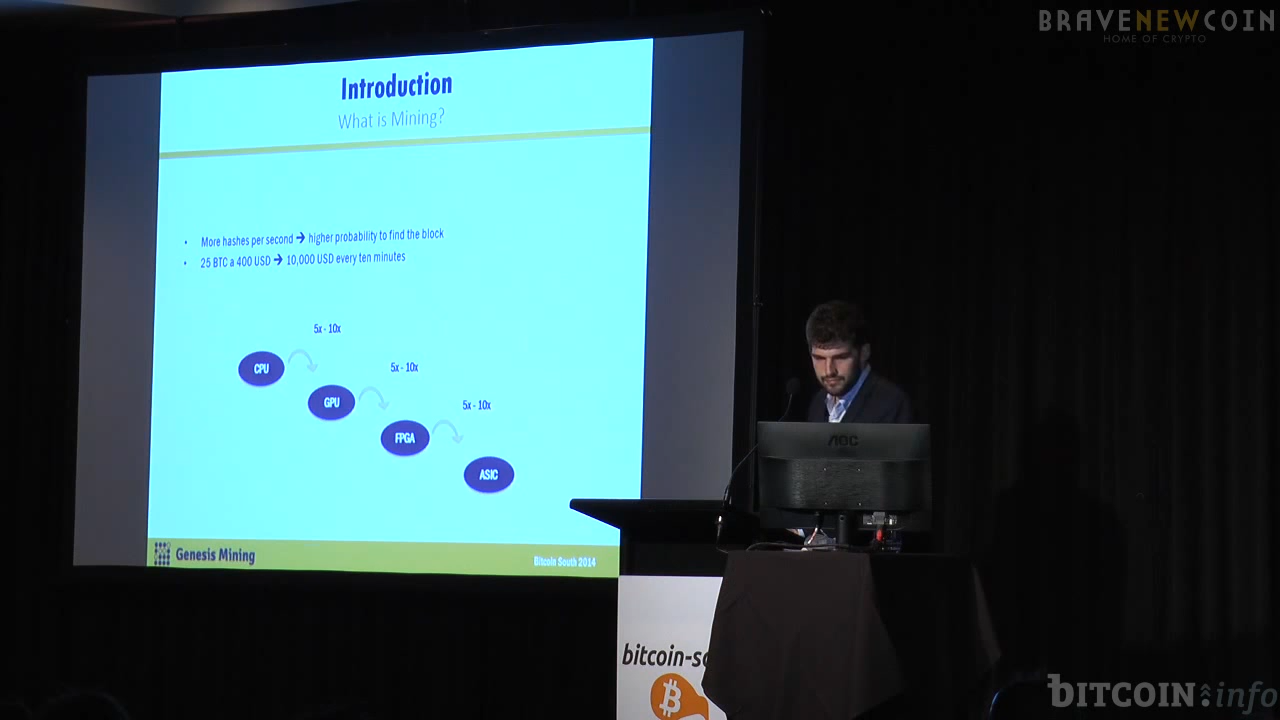 BRAVENEWCOIN
HOME OF CRYPTO
Introduction
What is Mining?
• More hashes per second → higher probability to find the block
• 25 BTC a 400 USD → 10,000 USD every ten minutes
5x - 10x
CPU
5x - 10x
GPU
5x - 10x
FPGA
ASIC
Genesis Mining
Bitcoin South 2014
AOC
bitcoin-so
BITCOIN:info